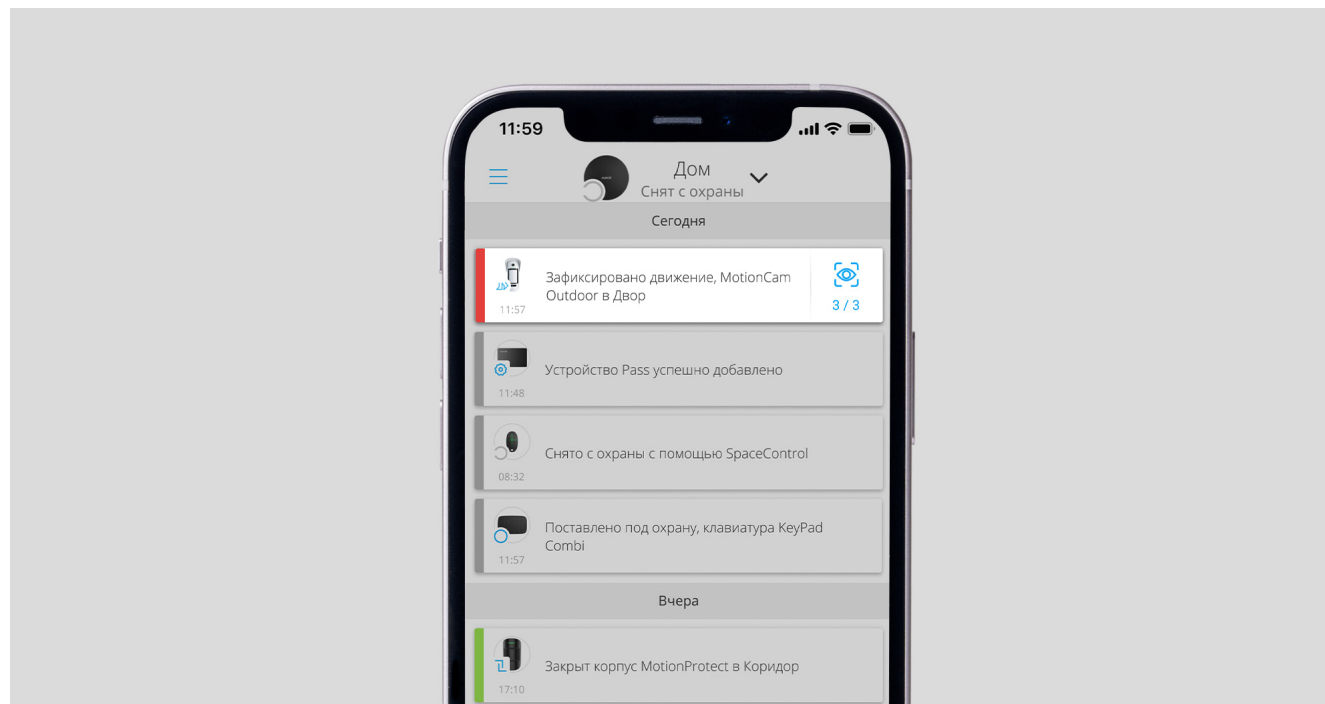 11:59
Дом
Снят с охраны
Сегодня
Зафиксировано движение, MotionCam
Outdoor в Двор
3 / 3
11:57
Устройство Pass успешно добавлено
11:48
Снято с охраны с помощью SpaceControl
08:32
Поставлено под охрану, клавиатура KeyPad
Combi
11:57
Вчера
Закрыт корпус MotionProtect в Коридор
17:10